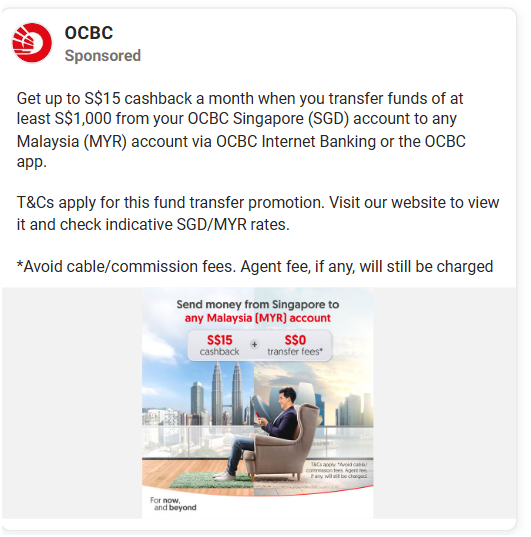 OCBC
Sponsored
Get up to S$15 cashback a month when you transfer funds of at
least S$1,000 from your OCBC Singapore (SGD) account to any
Malaysia (MYR) account via OCBC Internet Banking or the OCBC
app.
T&Cs apply for this fund transfer promotion. Visit our website to view
it and check indicative SGD/MYR rates.
*Avoid cable/commission fees. Agent fee, if any, will still be charged
Send money from Singapore to
any Malaysia (MYR) account
S$15 cashback + S$0 transfer fees*
T&Cs apply. *Avoid cable/
commission fees. Agent fee,
if any, will still be charged.
For now,
and beyond